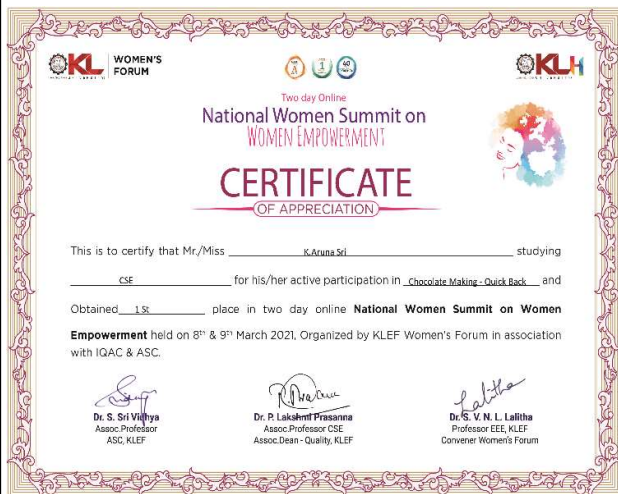 KL
WOMEN'S
FORUM
KLH
Two day Online
National Women Summit on
WOMEN EMPOWERMENT
CERTIFICATE
OF APPRECIATION
This is to certify that Mr./Miss K.Aruna Sri studying
CSE for his/her active participation in Chocolate Making - Quick Back and
Obtained 1 St place in two day online National Women Summit on Women
Empowerment held on 8th & 9th March 2021, Organized by KLEF Women's Forum in association
with IQAC & ASC.
Lalitha
Dr. S. Sri Vidhya
Assoc.Professor
ASC, KLEF
Dr. P. Lakshmi Prasanna
Assoc.Professor CSE
Assoc.Dean - Quality, KLEF
Dr. S. V. N. L. Lalitha
Professor EEE, KLEF
Convener Women's Forum